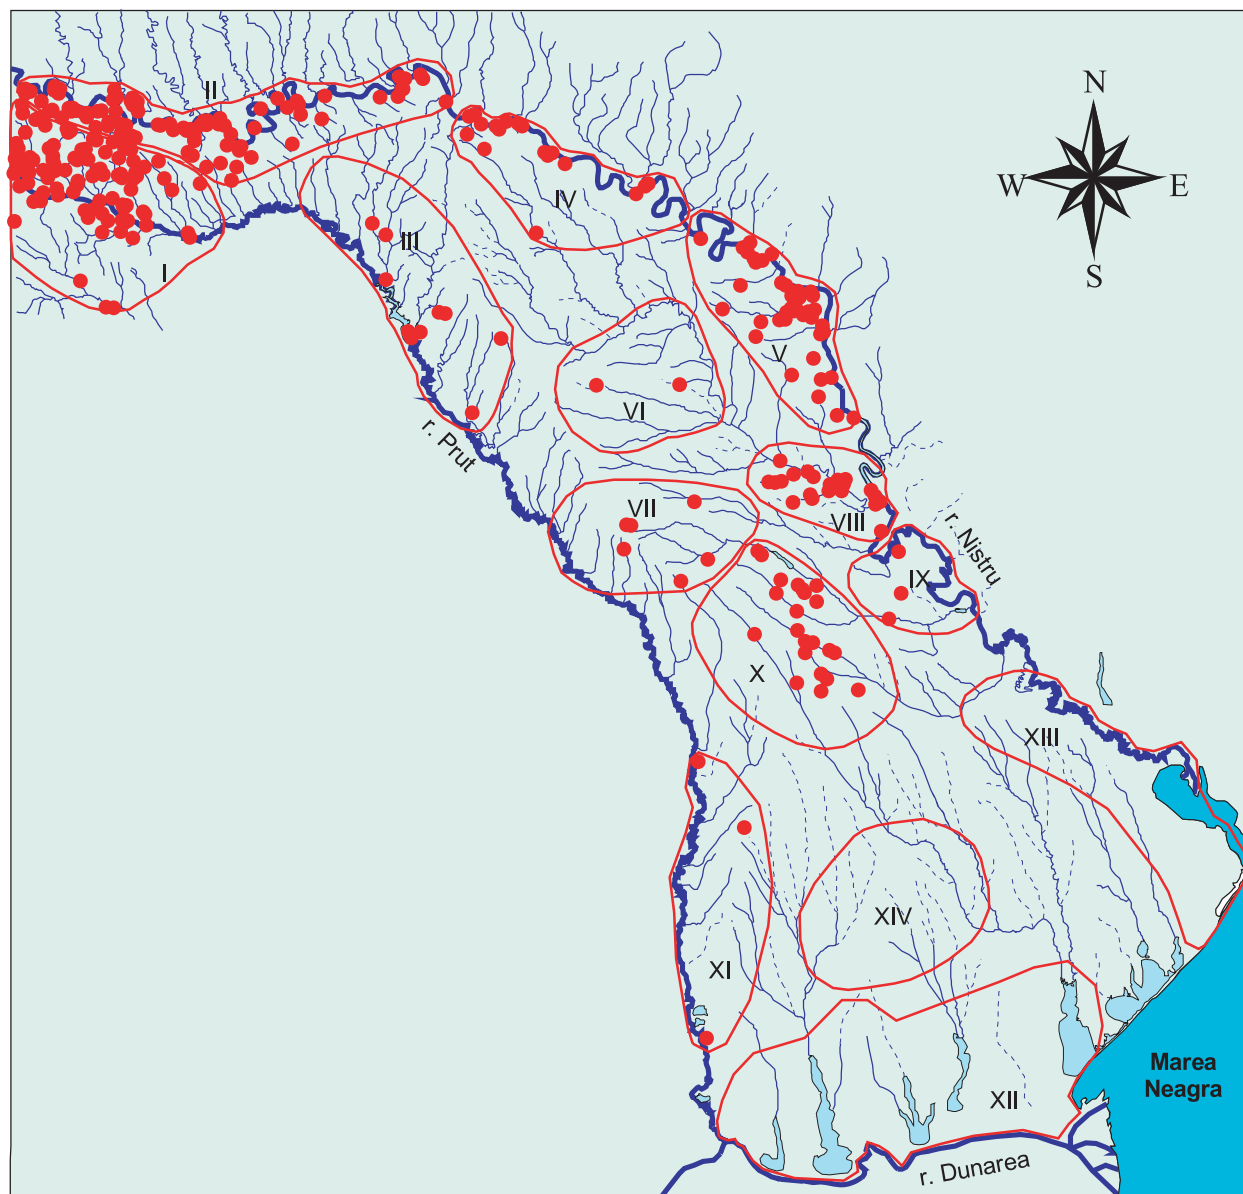 II
N
W
E
S
IV
III
I
V
VI
r. Prut
VII
VIII
r. Nistru
IX
X
XIII
XIV
XI
Marea
Neagra
XII
r. Dunarea